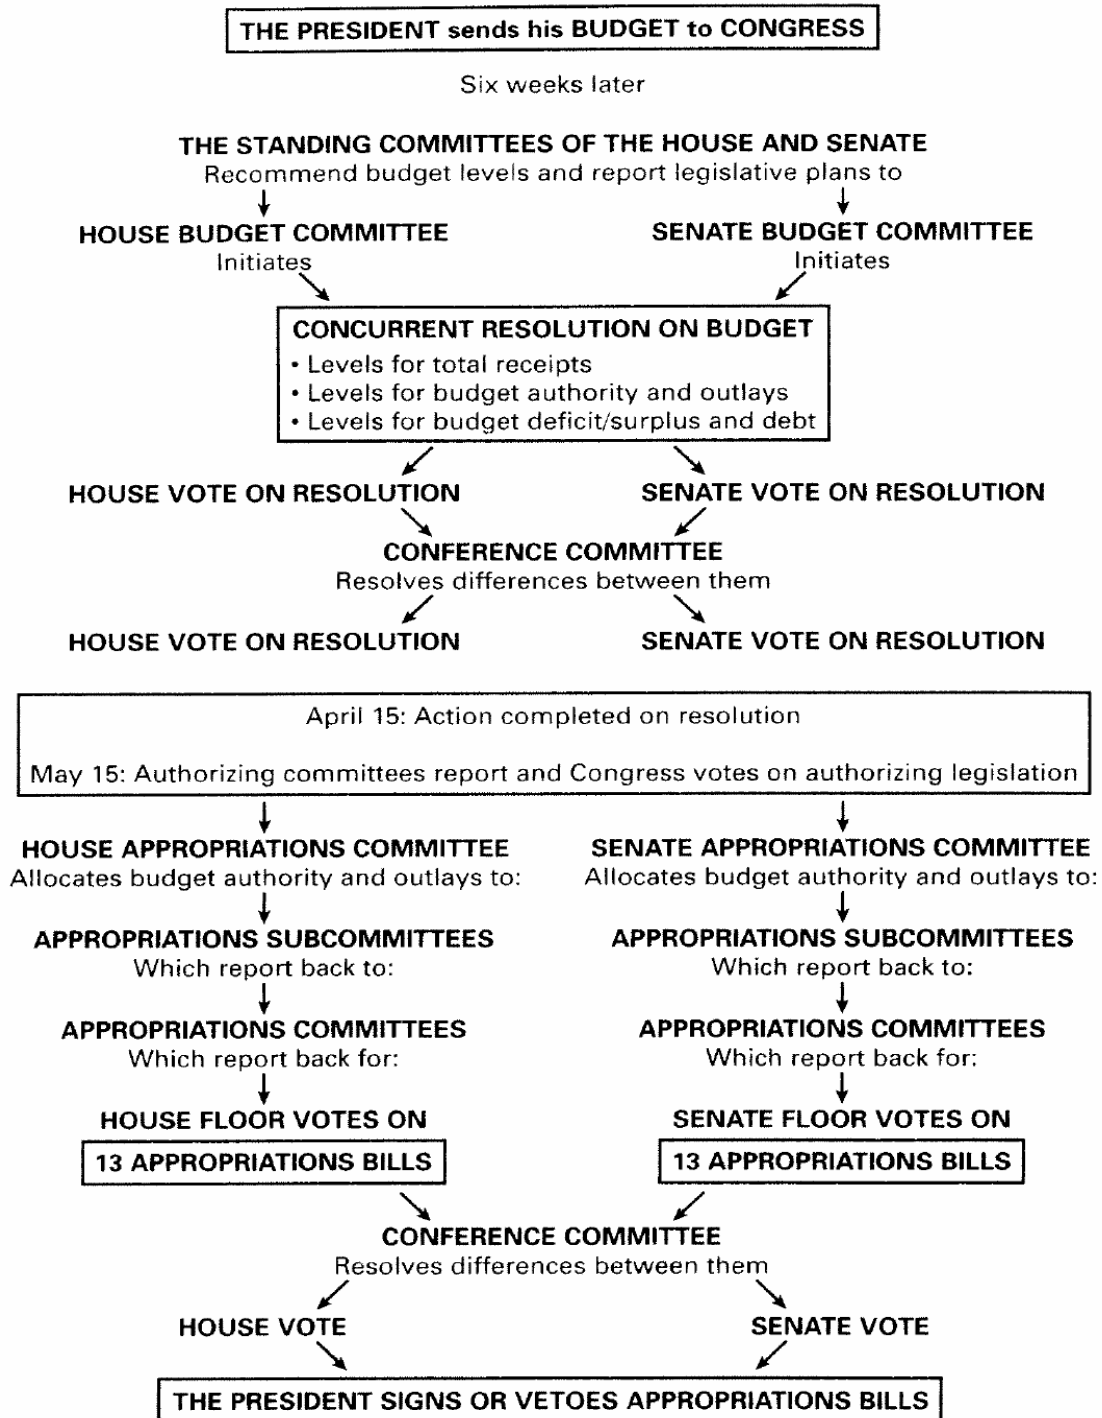 THE PRESIDENT sends his BUDGET to CONGRESS
Six weeks later
THE STANDING COMMITTEES OF THE HOUSE AND SENATE
Recommend budget levels and report legislative plans to
HOUSE BUDGET COMMITTEE
Initiates
SENATE BUDGET COMMITTEE
Initiates
CONCURRENT RESOLUTION ON BUDGET
• Levels for total receipts
• Levels for budget authority and outlays
• Levels for budget deficit/surplus and debt
HOUSE VOTE ON RESOLUTION
SENATE VOTE ON RESOLUTION
CONFERENCE COMMITTEE
Resolves differences between them
HOUSE VOTE ON RESOLUTION
SENATE VOTE ON RESOLUTION
April 15: Action completed on resolution
May 15: Authorizing committees report and Congress votes on authorizing legislation
HOUSE APPROPRIATIONS COMMITTEE
Allocates budget authority and outlays to:
APPROPRIATIONS SUBCOMMITTEES
Which report back to:
APPROPRIATIONS COMMITTEES
Which report back for:
HOUSE FLOOR VOTES ON
13 APPROPRIATIONS BILLS
SENATE APPROPRIATIONS COMMITTEE
Allocates budget authority and outlays to:
APPROPRIATIONS SUBCOMMITTEES
Which report back to:
APPROPRIATIONS COMMITTEES
Which report back for:
SENATE FLOOR VOTES ON
13 APPROPRIATIONS BILLS
CONFERENCE COMMITTEE
Resolves differences between them
HOUSE VOTE
SENATE VOTE
THE PRESIDENT SIGNS OR VETOES APPROPRIATIONS BILLS